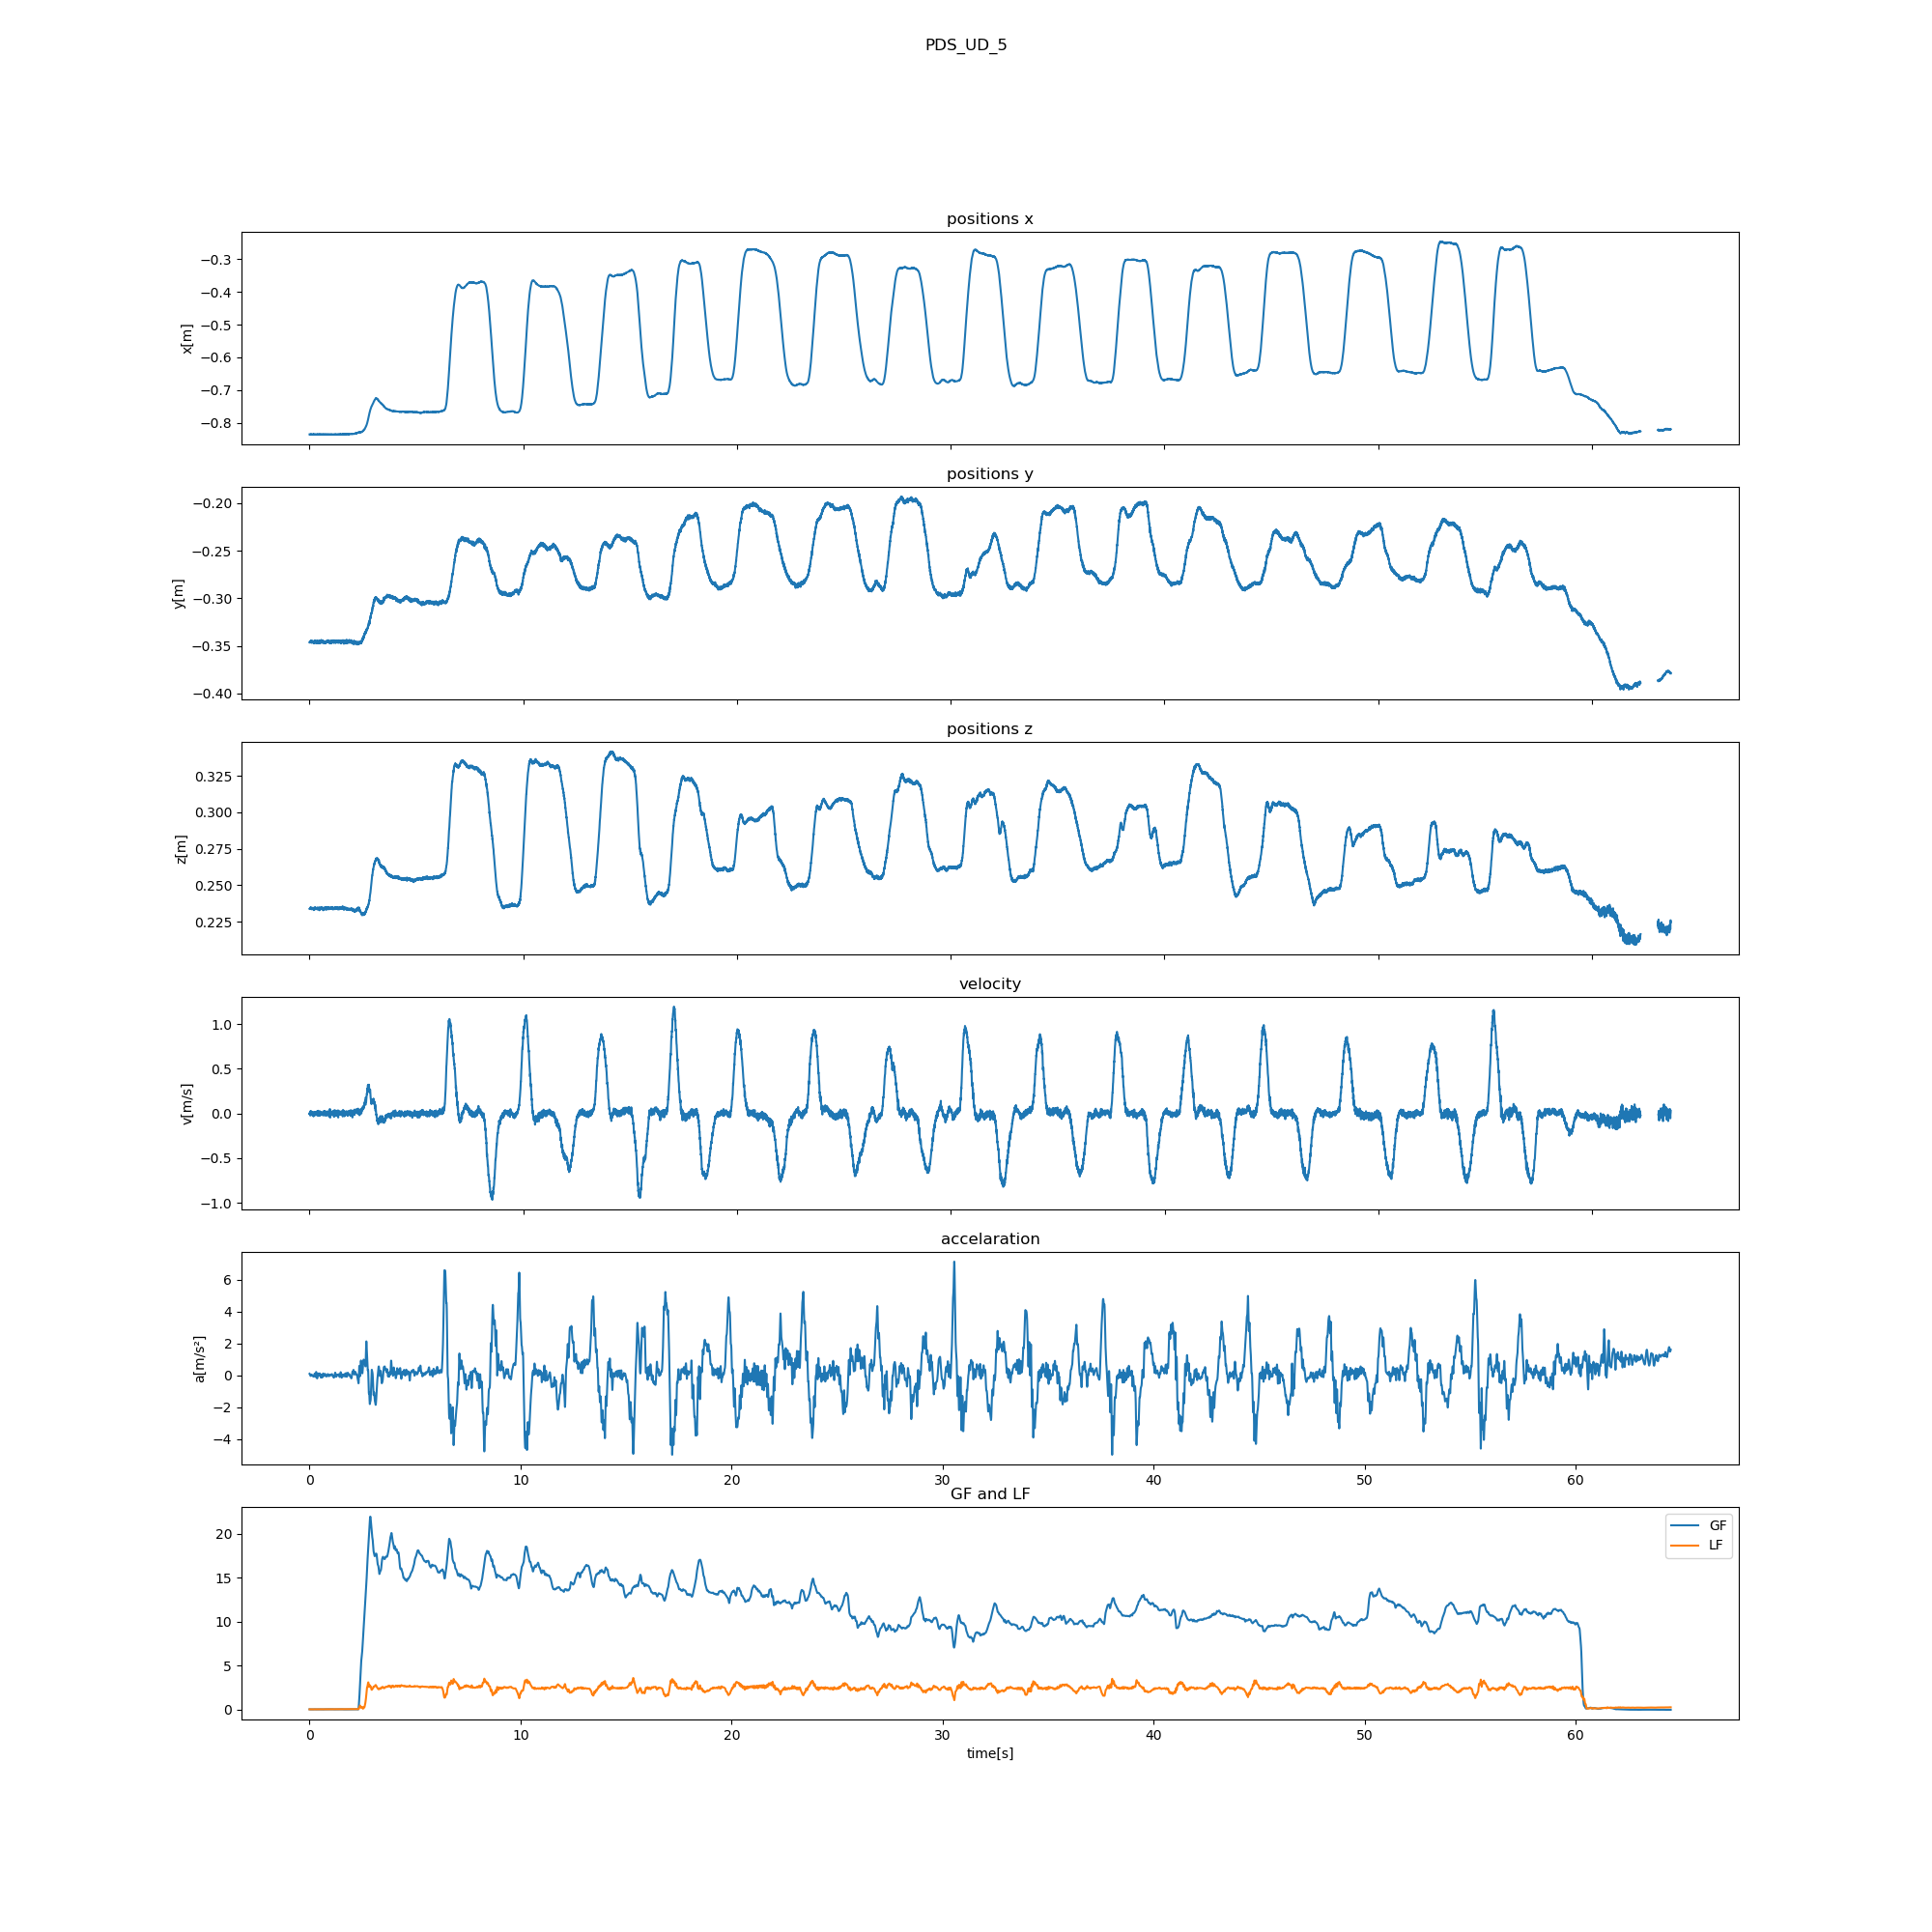 PDS_UD_5
positions x
x[m]
−0.3
−0.4
−0.5
−0.6
−0.7
−0.8
positions y
y[m]
−0.20
−0.25
−0.30
−0.35
−0.40
positions z
z[m]
0.325
0.300
0.275
0.250
0.225
velocity
v[m/s]
1.0
0.5
0.0
−0.5
−1.0
accelaration
a[m/s²]
6
4
2
0
−2
−4
0 10 20 30 40 50 60
GF and LF
20
15
10
5
0
GF
LF
0 10 20 30 40 50 60
time[s]